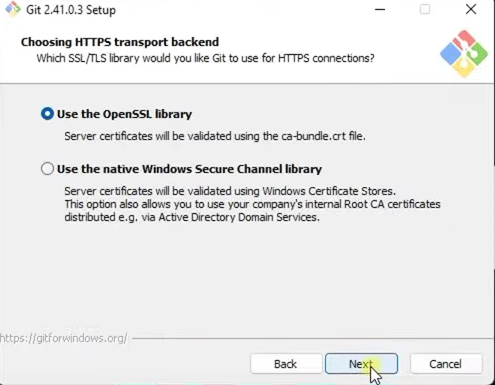 Git 2.41.0.3 Setup
Choosing HTTPS transport backend
Which SSL/TLS library would you like Git to use for HTTPS connections?
Use the OpenSSL library
Server certificates will be validated using the ca-bundle.crt file.
Use the native Windows Secure Channel library
Server certificates will be validated using Windows Certificate Stores.
This option also allows you to use your company's internal Root CA certificates
distributed e.g. via Active Directory Domain Services.
https://gitforwindows.org/
Back
Next
Cancel